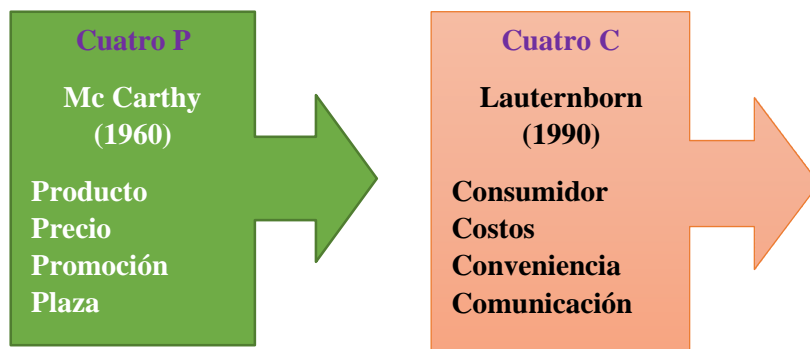 Cuatro P
Mc Carthy
(1960)
Producto
Precio
Promoción
Plaza
Cuatro C
Lauternborn
(1990)
Consumidor
Costos
Conveniencia
Comunicación